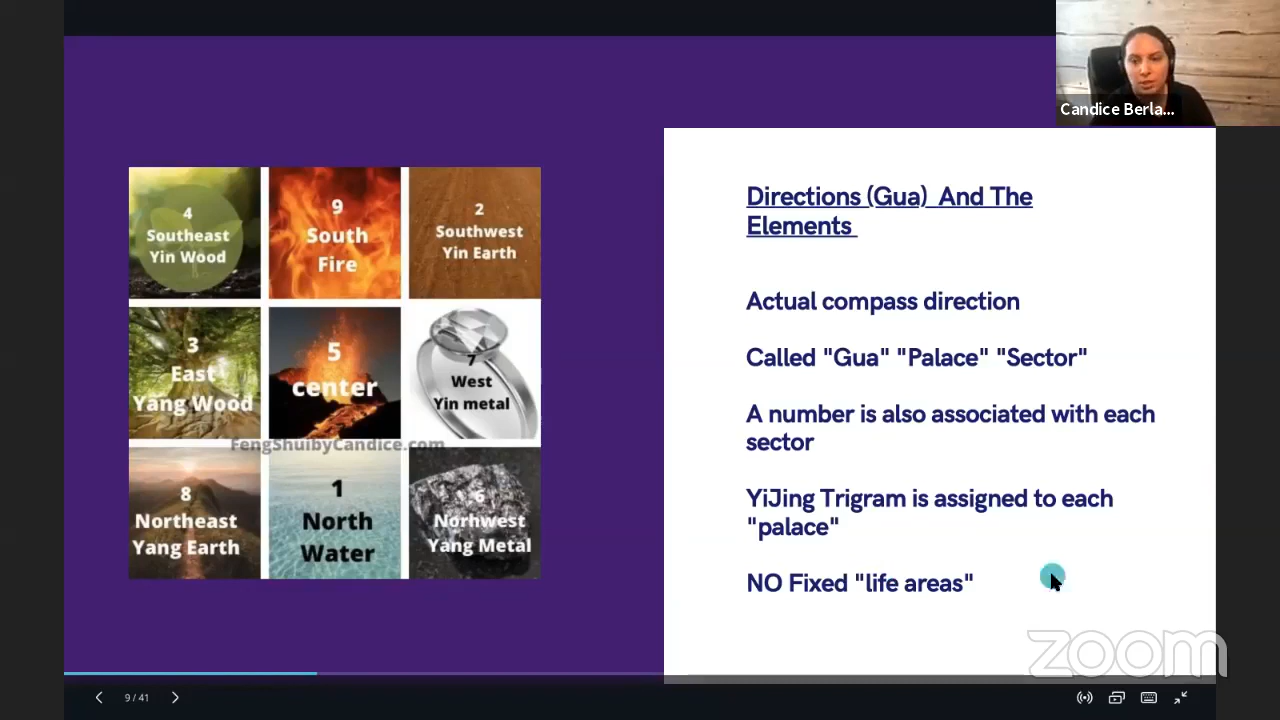 Candice Berla...
4
Southeast
Yin Wood
9
South
Fire
2
Southwest
Yin Earth
3
East
Yang Wood
5
center
7
West
Yin metal
FengShuibyCandice.com
8
Northeast
Yang Earth
1
North
Water
6
Norhwest
Yang Metal
Directions (Gua) And The
Elements
Actual compass direction
Called "Gua" "Palace" "Sector"
A number is also associated with each
sector
YiJing Trigram is assigned to each
"palace"
NO Fixed "life areas"
zoom
9 / 41